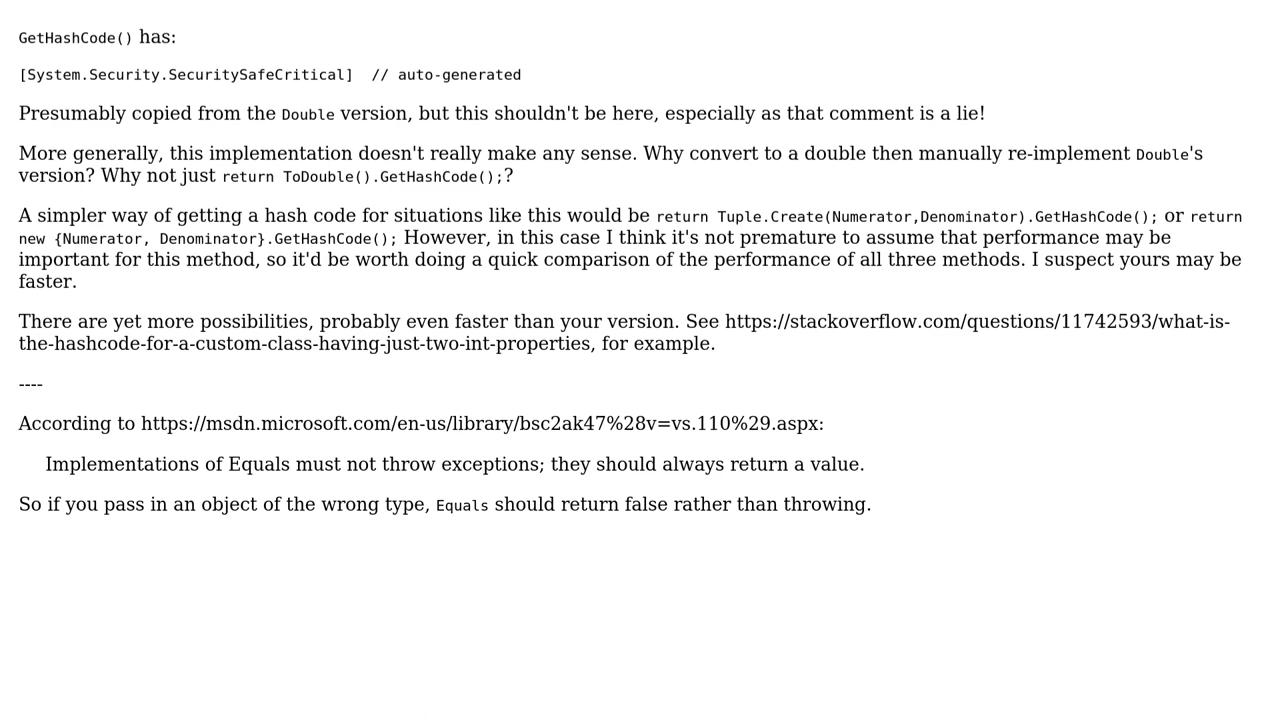 GetHashCode() has:
[System.Security.SecuritySafeCritical]  // auto-generated
Presumably copied from the Double version, but this shouldn't be here, especially as that comment is a lie!
More generally, this implementation doesn't really make any sense. Why convert to a double then manually re-implement Double's
version? Why not just return ToDouble().GetHashCode();?
A simpler way of getting a hash code for situations like this would be return Tuple.Create(Numerator,Denominator).GetHashCode(); or return
new {Numerator, Denominator}.GetHashCode(); However, in this case I think it's not premature to assume that performance may be
important for this method, so it'd be worth doing a quick comparison of the performance of all three methods. I suspect yours may be
faster.
There are yet more possibilities, probably even faster than your version. See https://stackoverflow.com/questions/11742593/what-is-
the-hashcode-for-a-custom-class-having-just-two-int-properties, for example.
----
According to https://msdn.microsoft.com/en-us/library/bsc2ak47%28v=vs.110%29.aspx:
Implementations of Equals must not throw exceptions; they should always return a value.
So if you pass in an object of the wrong type, Equals should return false rather than throwing.